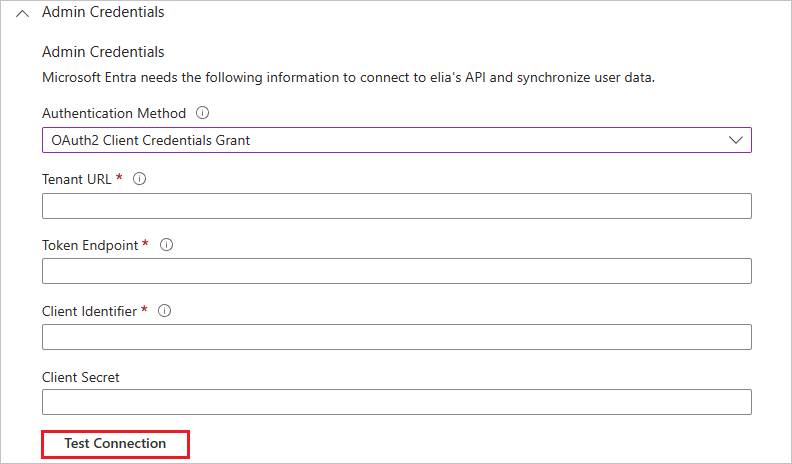 Admin Credentials
Admin Credentials
Microsoft Entra needs the following information to connect to elia's API and synchronize user data.
Authentication Method
OAuth2 Client Credentials Grant
Tenant URL *
Token Endpoint *
Client Identifier *
Client Secret
Test Connection